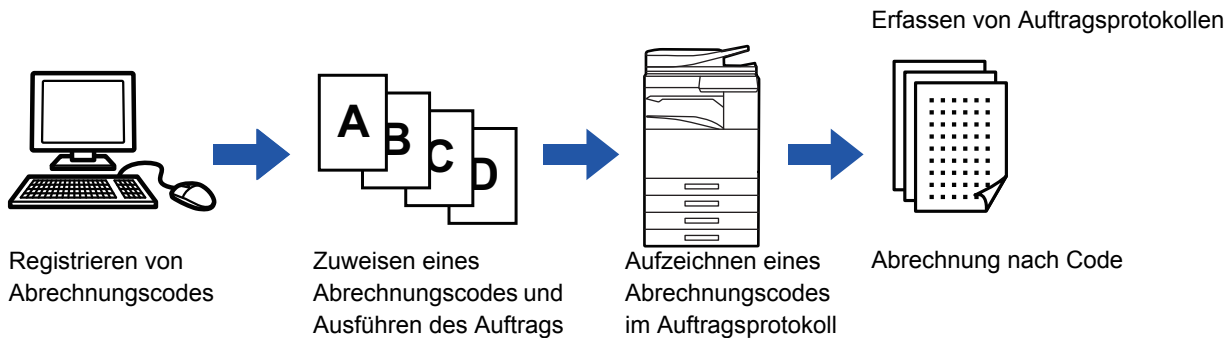 Erfassen von Auftragsprotokollen
A
B
C
D
Registrieren von
Abrechnungscodes
Zuweisen eines
Abrechnungscodes und
Ausführen des Auftrags
Aufzeichnen eines
Abrechnungscodes
im Auftragsprotokoll
Abrechnung nach Code